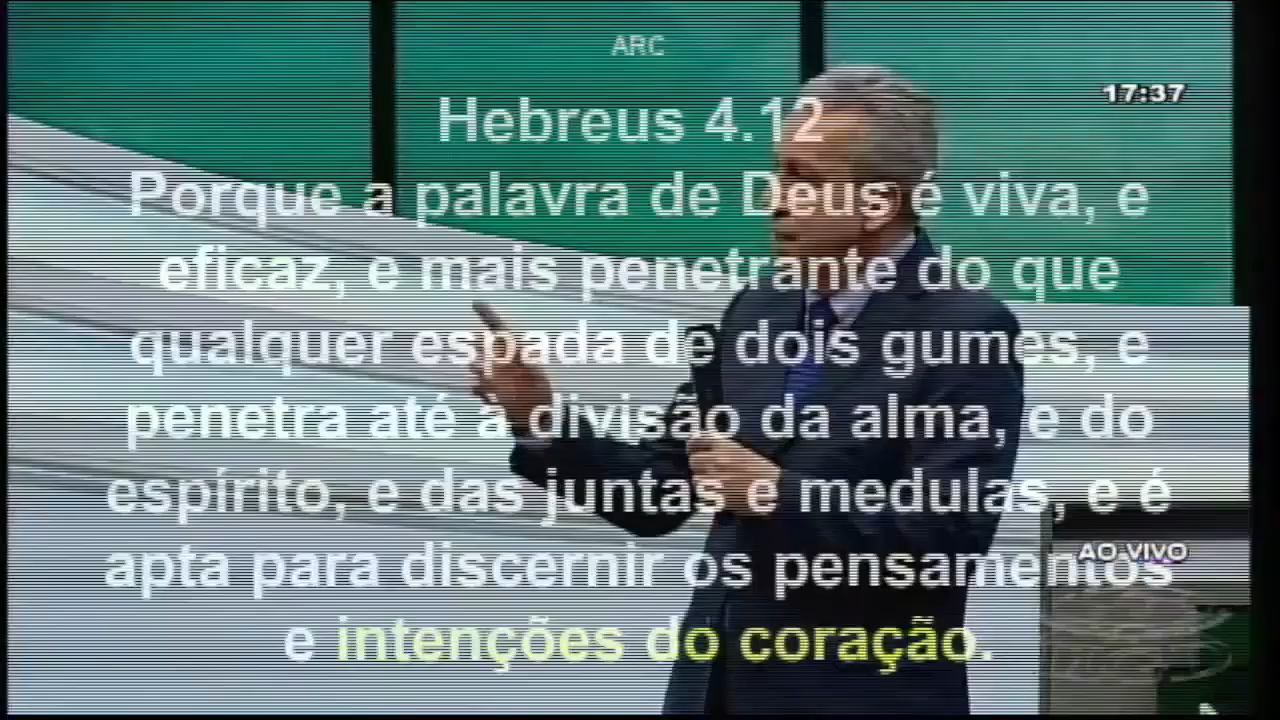 ARC
17:37
Hebreus 4.12
Porque a palavra de Deus é viva, e
eficaz, e mais penetrante do que
qualquer espada de dois gumes, e
penetra até à divisão da alma, e do
espírito, e das juntas e medulas, e é
apta para discernir os pensamentos
AO VIVO
e intenções do coração.